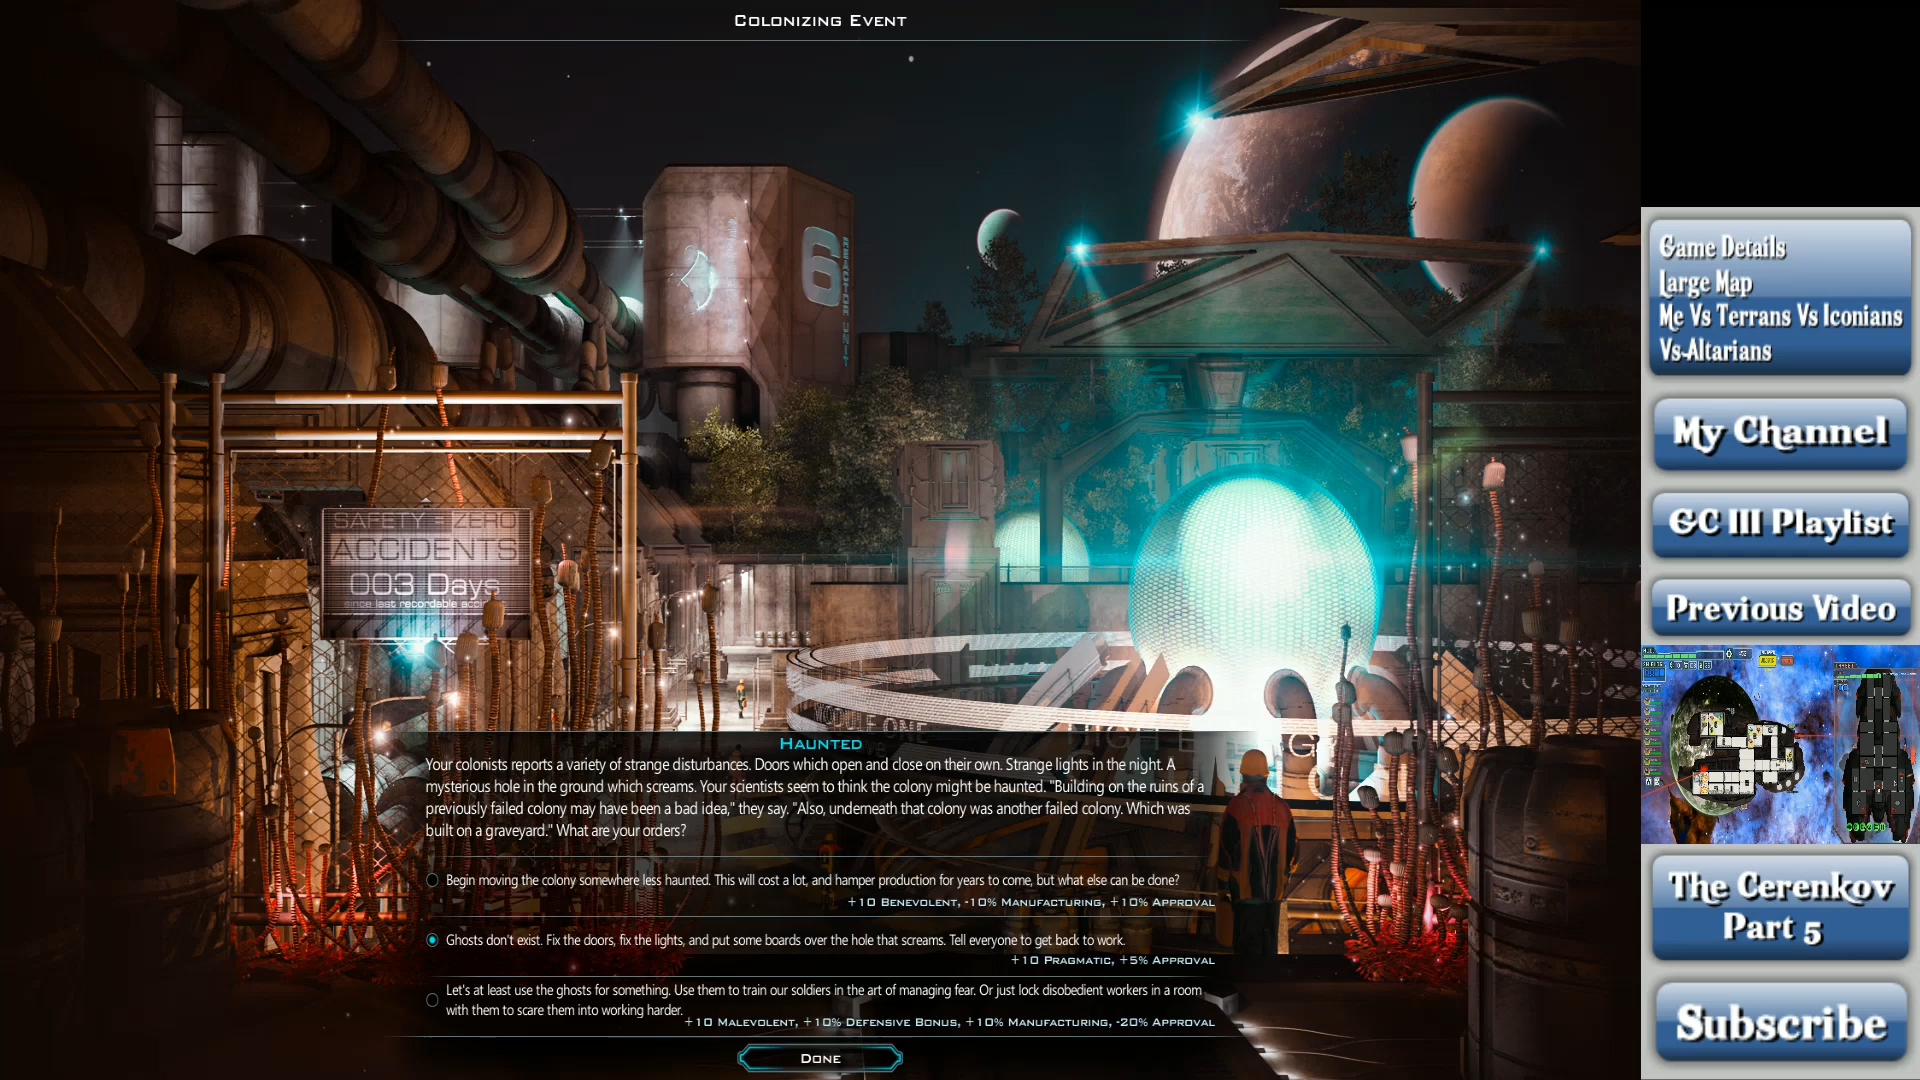 Colonizing Event
6
REACTOR UNIT
SAFETY = ZERO
ACCIDENTS
003 Days
since last recordable
Haunted
Your colonists reports a variety of strange disturbances. Doors which open and close on their own. Strange lights in the night. A
mysterious hole in the ground which screams. Your scientists seem to think the colony might be haunted. "Building on the ruins of a
previously failed colony may have been a bad idea," they say. "Also, underneath that colony was another failed colony. Which was
built on a graveyard." What are your orders?
Begin moving the colony somewhere less haunted. This will cost a lot, and hamper production for years to come, but what else can be done?
+10 Benevolent, -10% Manufacturing, +10% Approval
Ghosts don't exist. Fix the doors, fix the lights, and put some boards over the hole that screams. Tell everyone to get back to work.
+10 Pragmatic, +5% Approval
Let's at least use the ghosts for something. Use them to train our soldiers in the art of managing fear. Or just lock disobedient workers in a room
with them to scare them into working harder.
+10 Malevolent, +10% Defensive Bonus, +10% Manufacturing, -20% Approval
Done
Game Details
Large Map
Me Vs Terrans Vs Iconians
Vs-Altarians
My Channel
GC III Playlist
Previous Video
The Cerenkov
Part 5
Subscribe